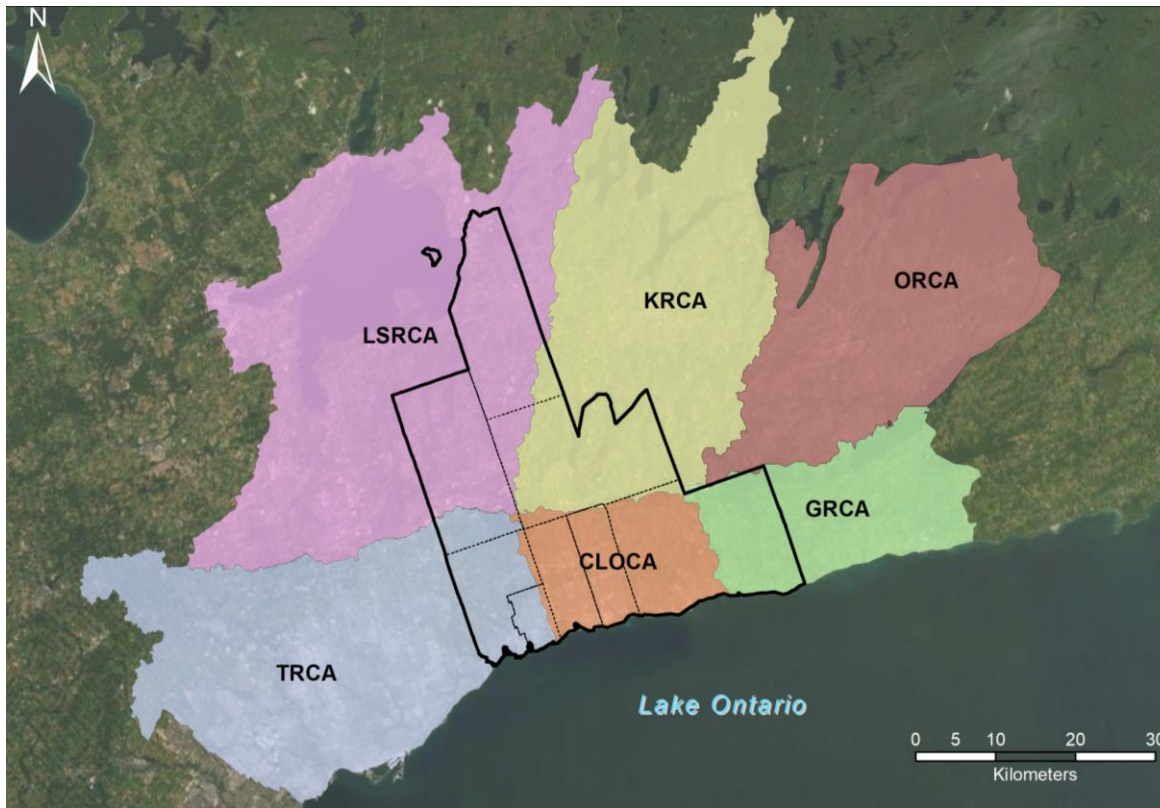 N
LSRCA
KRCA
ORCA
GRCA
CLOCA
TRCA
Lake Ontario
0 5 10 20 30
Kilometers